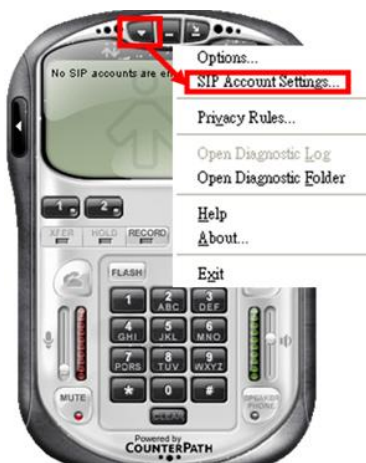 No SIP accounts are en
Options...
SIP Account Settings...
Privacy Rules...
Open Diagnostic Log
Open Diagnostic Folder
Help
About...
Exit
1 2
XFER HOLD RECORD
FLASH
1 2 ABC 3 DEF
4 GHI 5 JKL 6 MNO
7 PQRS 8 TUV 9 WXYZ
* 0 #
MUTE
SPEAKER PHONE
CLEAR
Powered by
COUNTERPATH